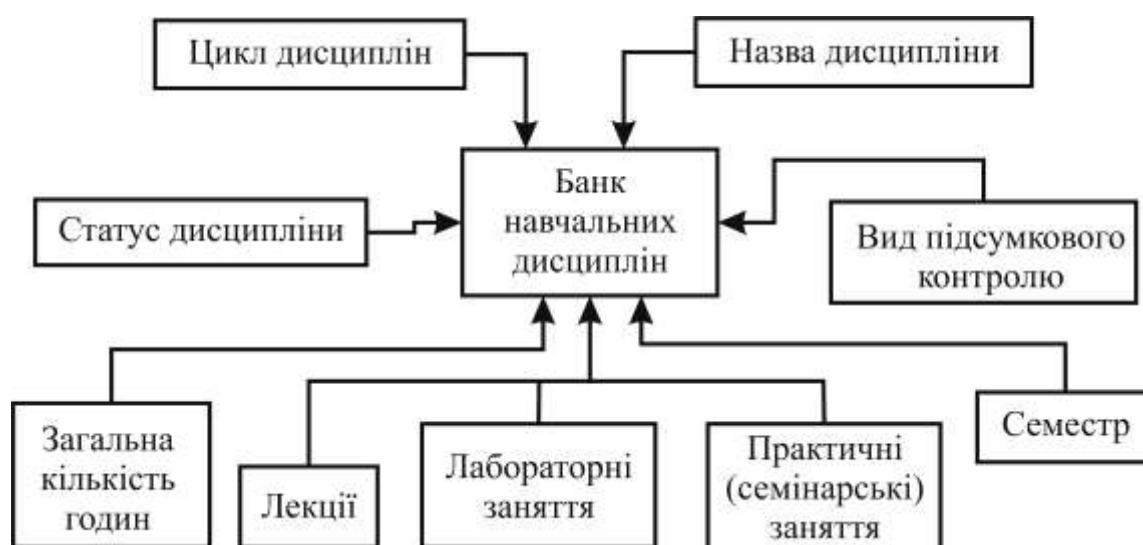 Цикл дисциплін
Назва дисципліни
Банк
навчальних
дисциплін
Статус дисципліни
Вид підсумкового
контролю
Загальна
кількість
годин
Лекції
Лабораторні
заняття
Практичні
(семінарські)
заняття
Семестр